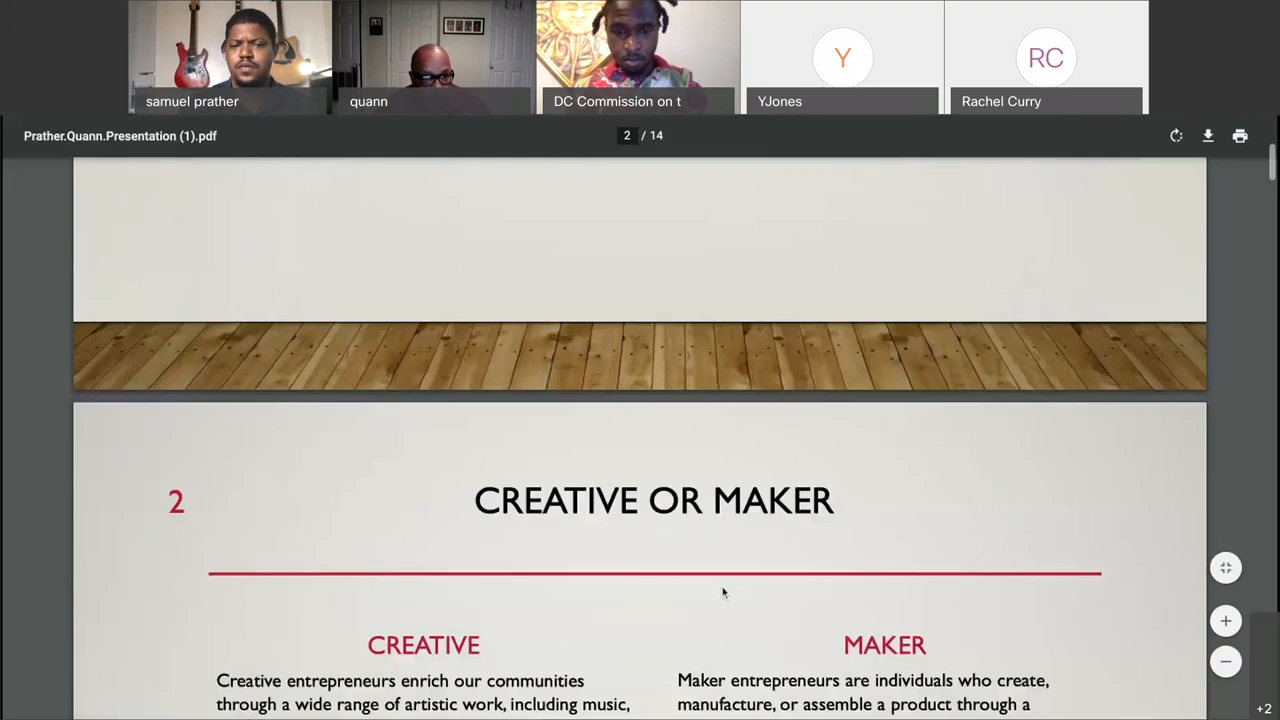 samuel prather
quann
DC Commission on t
Y
YJones
RC
Rachel Curry
Prather.Quann.Presentation (1).pdf
2 / 14
2
CREATIVE OR MAKER
CREATIVE
Creative entrepreneurs enrich our communities
through a wide range of artistic work, including music,
MAKER
Maker entrepreneurs are individuals who create,
manufacture, or assemble a product through a
+2